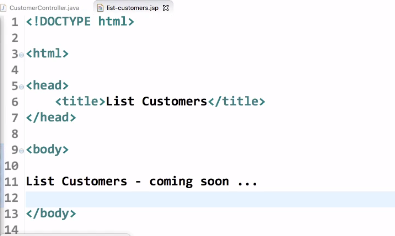 CustomerController.java list-customers.jsp
1 <!DOCTYPE html>
2
3 <html>
4
5 <head>
6 <title>List Customers</title>
7 </head>
8
9 <body>
10
11 List Customers - coming soon ...
12
13 </body>
14